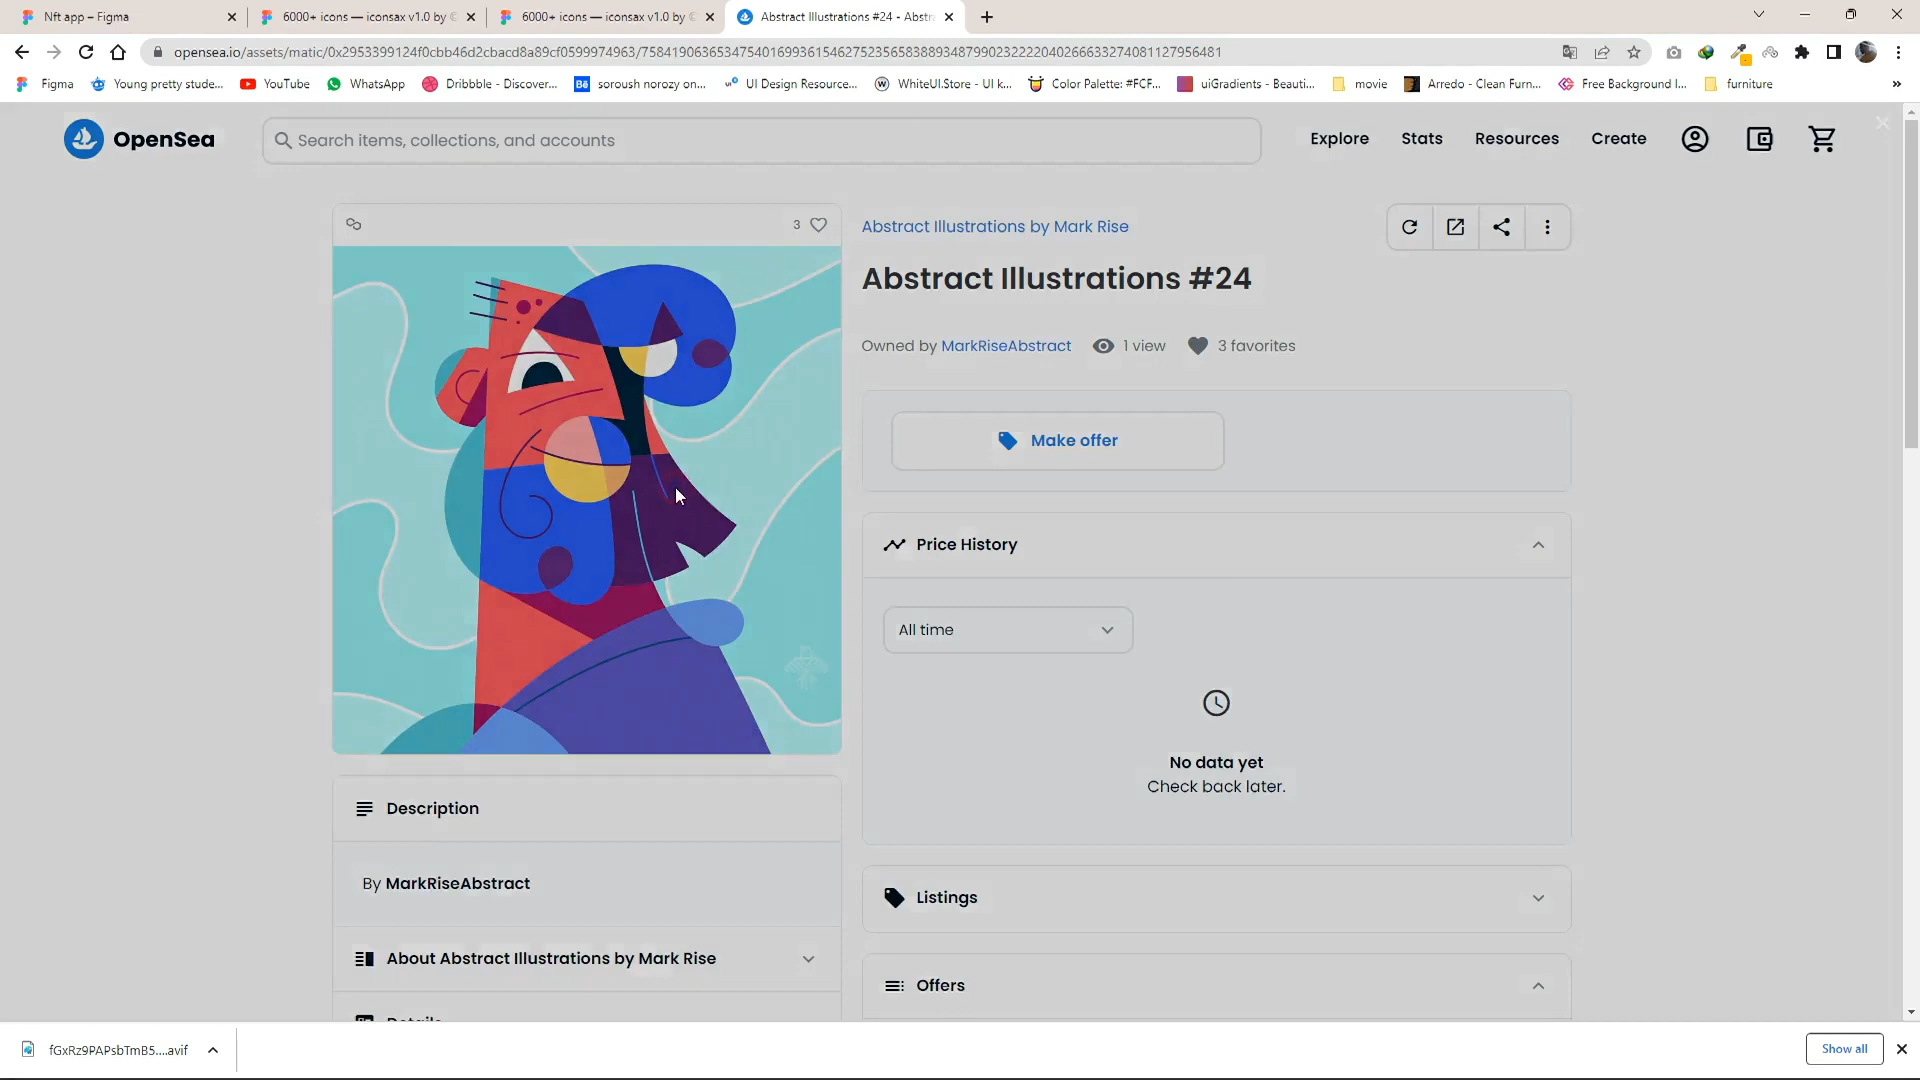 Nft app – Figma
6000+ icons — iconsax v1.0 by
6000+ icons — iconsax v1.0 by
Abstract Illustrations #24 - Abstr
opensea.io/assets/matic/0x2953399124f0cbb46d2cbacd8a89cf0599974963/75841906365347540169936154627523565838893487990232222040266633274081127956481
Figma
Young pretty stude...
YouTube
WhatsApp
Dribbble - Discover...
soroush norozy on...
UI Design Resource...
WhiteUI.Store - UI k...
Color Palette: #FCF...
uiGradients - Beauti...
movie
Arredo - Clean Furn...
Free Background I...
furniture
OpenSea
Search items, collections, and accounts
Explore
Stats
Resources
Create
3
Abstract Illustrations by Mark Rise
Abstract Illustrations #24
Owned by MarkRiseAbstract
1 view
3 favorites
Make offer
Price History
All time
No data yet
Check back later.
Description
By MarkRiseAbstract
Listings
About Abstract Illustrations by Mark Rise
Offers
Details
fGxRz9PAPsbTmB5....avif
Show all